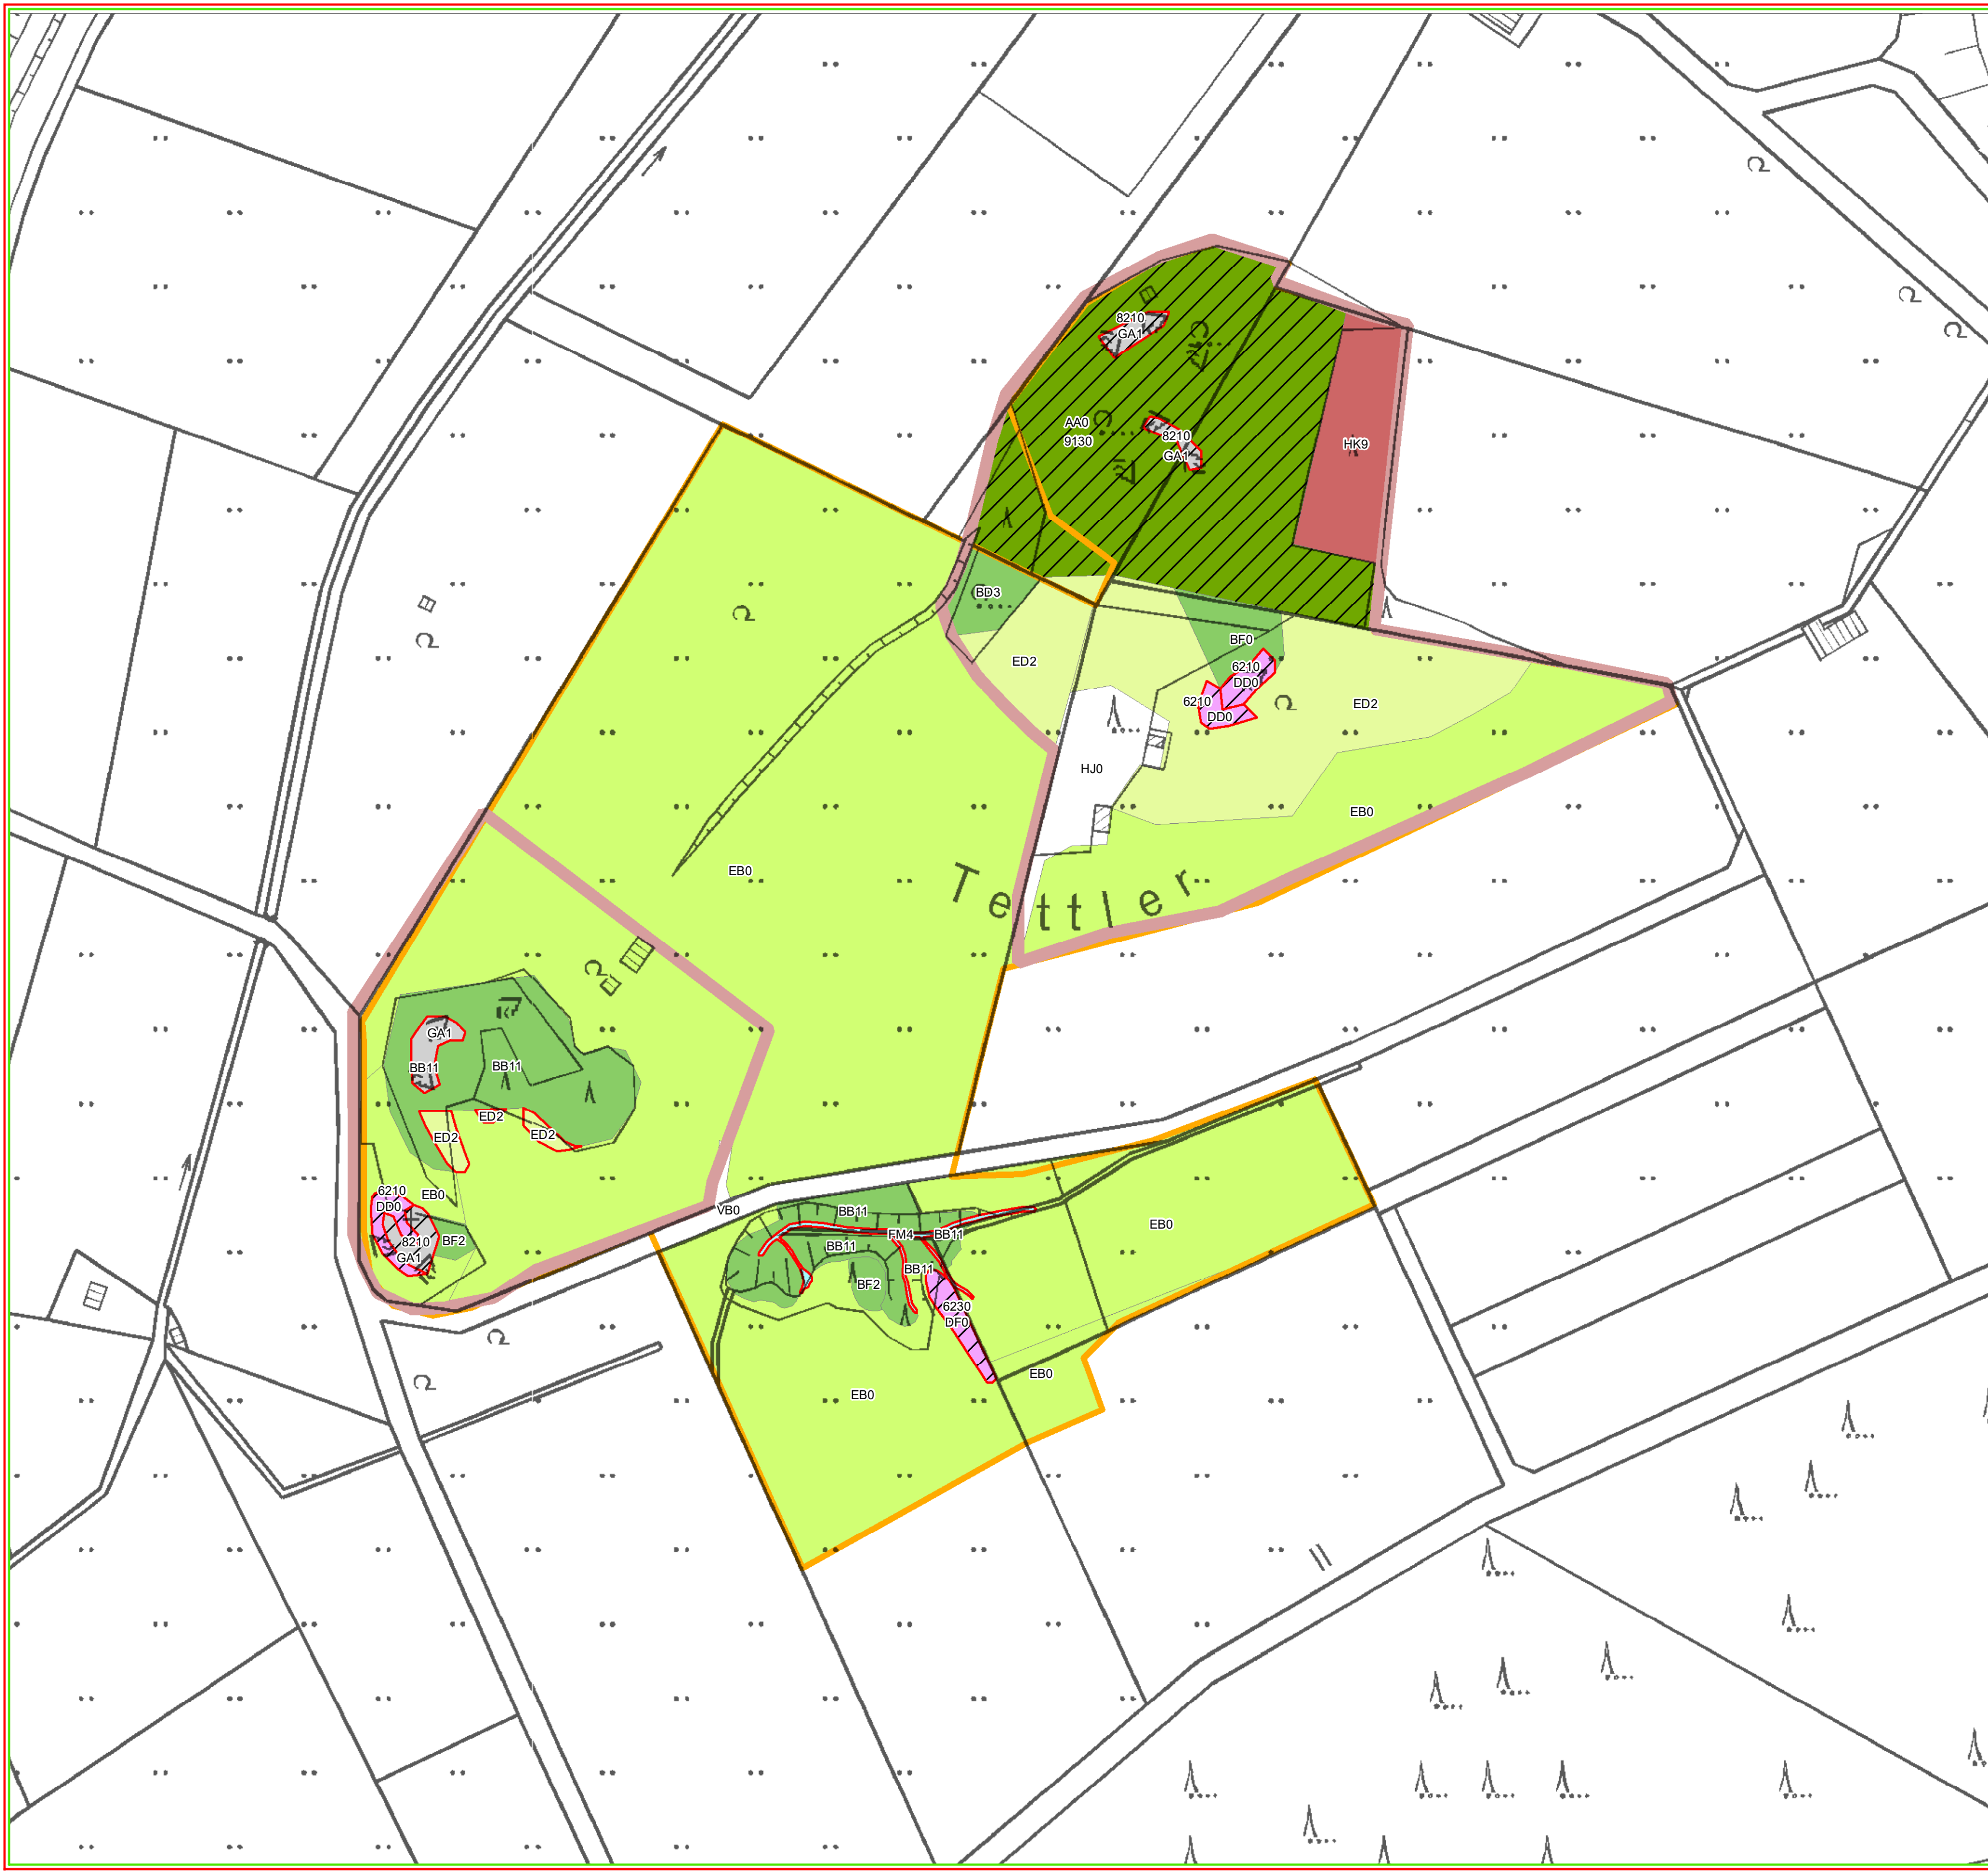 8210
GA1
AA0
9130
8210
GA1
HK9
BD3
BF0
6210
DD0
ED2
6210
DD0
ED2
HJ0
EB0
EB0
Tettler
GA1
BB11
BB11
ED2
ED2
ED2
6210
DD0
EB0
8210
GA1
BF2
VB0
BB11
FM4
BB11
BB11
BB11
BF2
EB0
6230
DF0
EB0
EB0